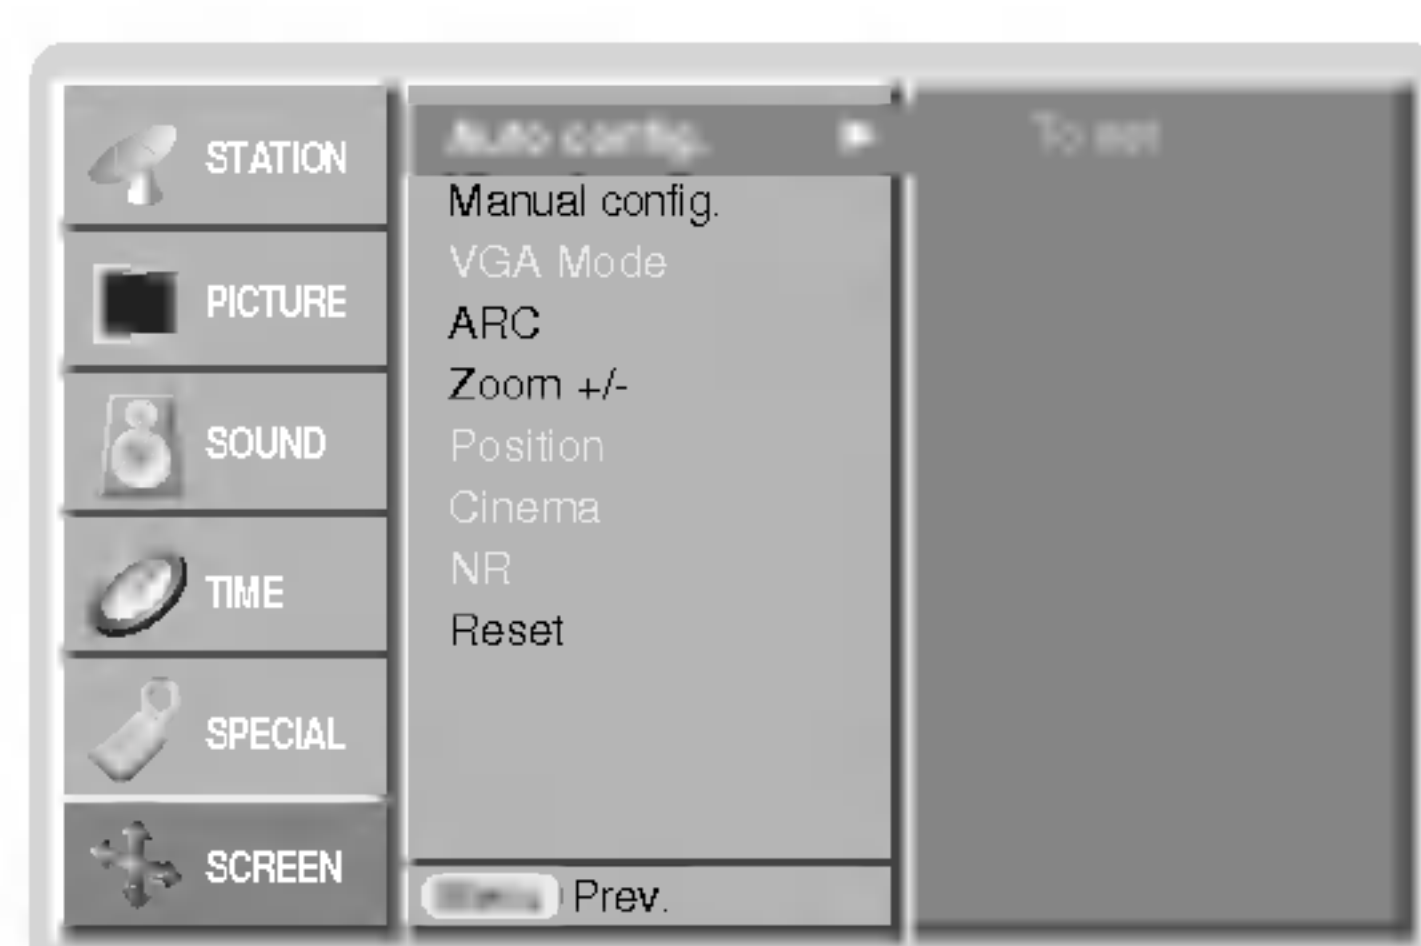 STATION
PICTURE
SOUND
TIME
SPECIAL
SCREEN
Auto config.
Manual config.
VGA Mode
ARC
Zoom +/-
Position
Cinema
NR
Reset
Prev.
To set